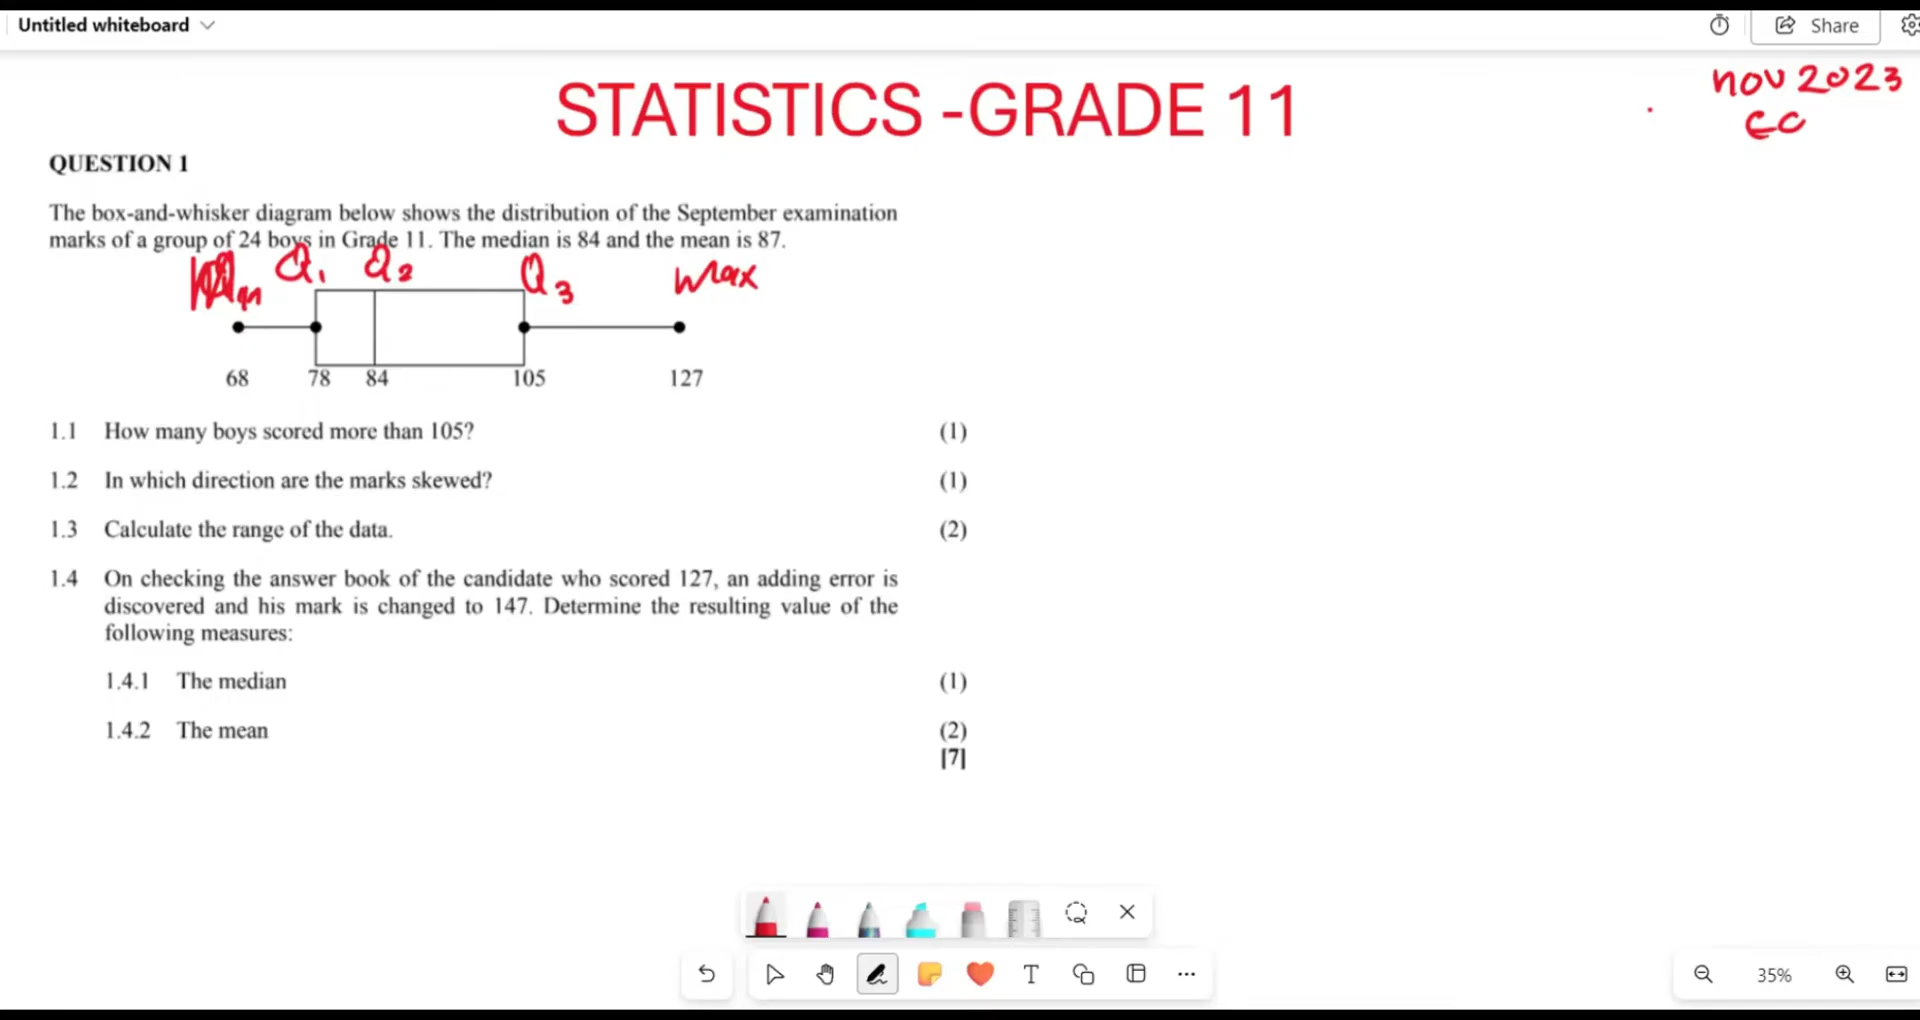 Untitled whiteboard
Share
STATISTICS -GRADE 11
nov 2023
EC
QUESTION 1
The box-and-whisker diagram below shows the distribution of the September examination
marks of a group of 24 boys in Grade 11. The median is 84 and the mean is 87.
Q1 Q2 Q3 Max
68 78 84 105 127
1.1 How many boys scored more than 105? (1)
1.2 In which direction are the marks skewed? (1)
1.3 Calculate the range of the data. (2)
1.4 On checking the answer book of the candidate who scored 127, an adding error is
discovered and his mark is changed to 147. Determine the resulting value of the
following measures:
1.4.1 The median (1)
1.4.2 The mean (2)
[7]
T
35%